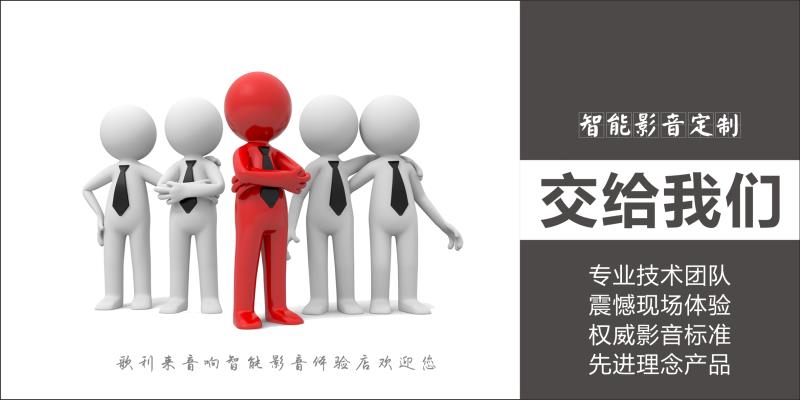 智能影音定制
交给我们
专业技术团队
震憾现场体验
权威影音标准
先进理念产品
歌利来音响智能影音体验店欢迎您